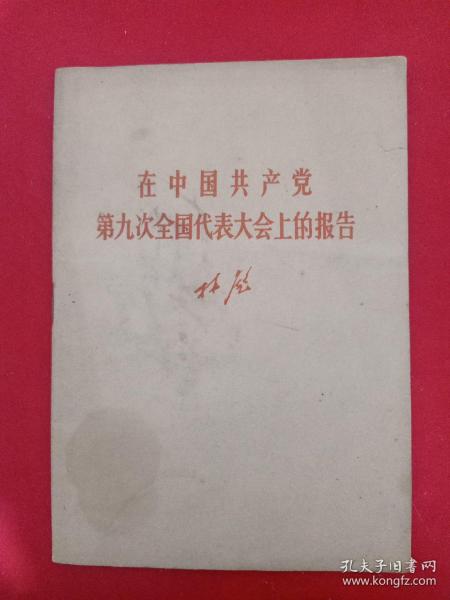 在中国共产党
第九次全国代表大会上的报告
林彪
孔夫子旧书网
www.kongfz.com